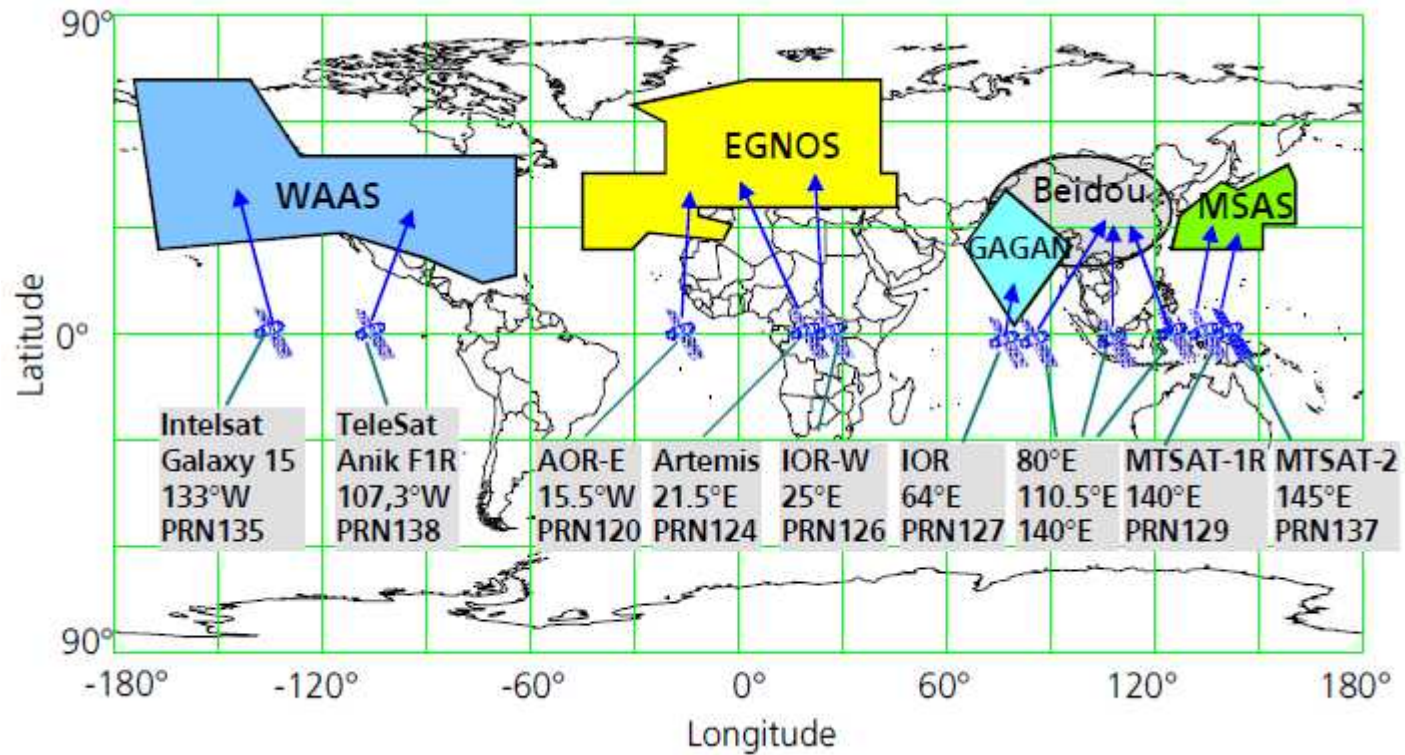 90°
WAAS
EGNOS
Beidou
GAGAN
MSAS
Latitude
0°
Intelsat
Galaxy 15
133°W
PRN135
TeleSat
Anik F1R
107,3°W
PRN138
AOR-E
15.5°W
PRN120
Artemis
21.5°E
PRN124
IOR-W
25°E
PRN126
IOR
64°E
PRN127
80°E
110.5°E
140°E
MTSAT-1R
140°E
PRN129
MTSAT-2
145°E
PRN137
90°
-180°
-120°
-60°
0°
60°
120°
180°
Longitude